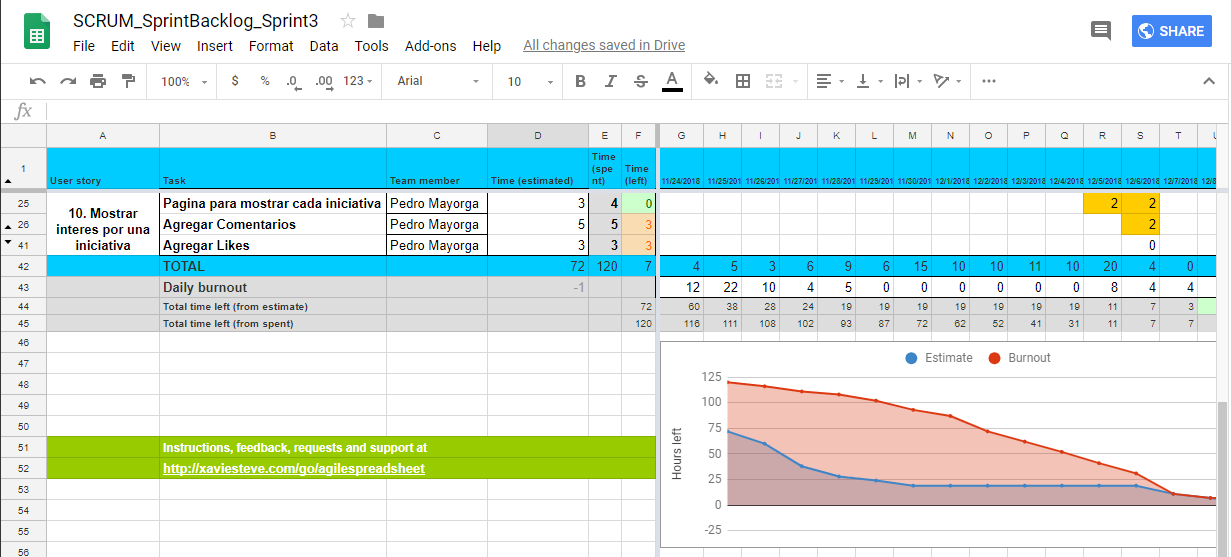 SCRUM_SprintBacklog_Sprint3
File Edit View Insert Format Data Tools Add-ons Help All changes saved in Drive
SHARE
100% $ % .0 .00 123 Arial 10 B I S A
fx
A B C D E F G H I J K L M N O P Q R S T
1 User story Task Team member Time (estimated) Time (spe nt) Time (left) 11/24/2018 11/25/201 11/26/201 11/27/201 11/28/201 11/29/201 11/30/201 12/1/2018 12/2/2018 12/3/2018 12/4/2018 12/5/2018 12/6/2018 12/7/2018 12/8
25 Pagina para mostrar cada iniciativa Pedro Mayorga 3 4 0 2 2
10. Mostrar
interes por una
iniciativa
26 Agregar Comentarios Pedro Mayorga 5 5 3 2
41 Agregar Likes Pedro Mayorga 3 3 3 0
42 TOTAL 72 120 7 4 5 3 6 9 6 15 10 10 11 10 20 4 0
43 Daily burnout -1 12 22 10 4 5 0 0 0 0 0 0 8 4 4
44 Total time left (from estimate) 72 60 38 28 24 19 19 19 19 19 19 19 11 7 3
45 Total time left (from spent) 120 116 111 108 102 93 87 72 62 52 41 31 11 7 7
46
47
48
49
50
51 Instructions, feedback, requests and support at
52 http://xaviesteve.com/go/agilespreadsheet
53
54
55
56
Estimate Burnout
Hours left
125
100
75
50
25
0
-25